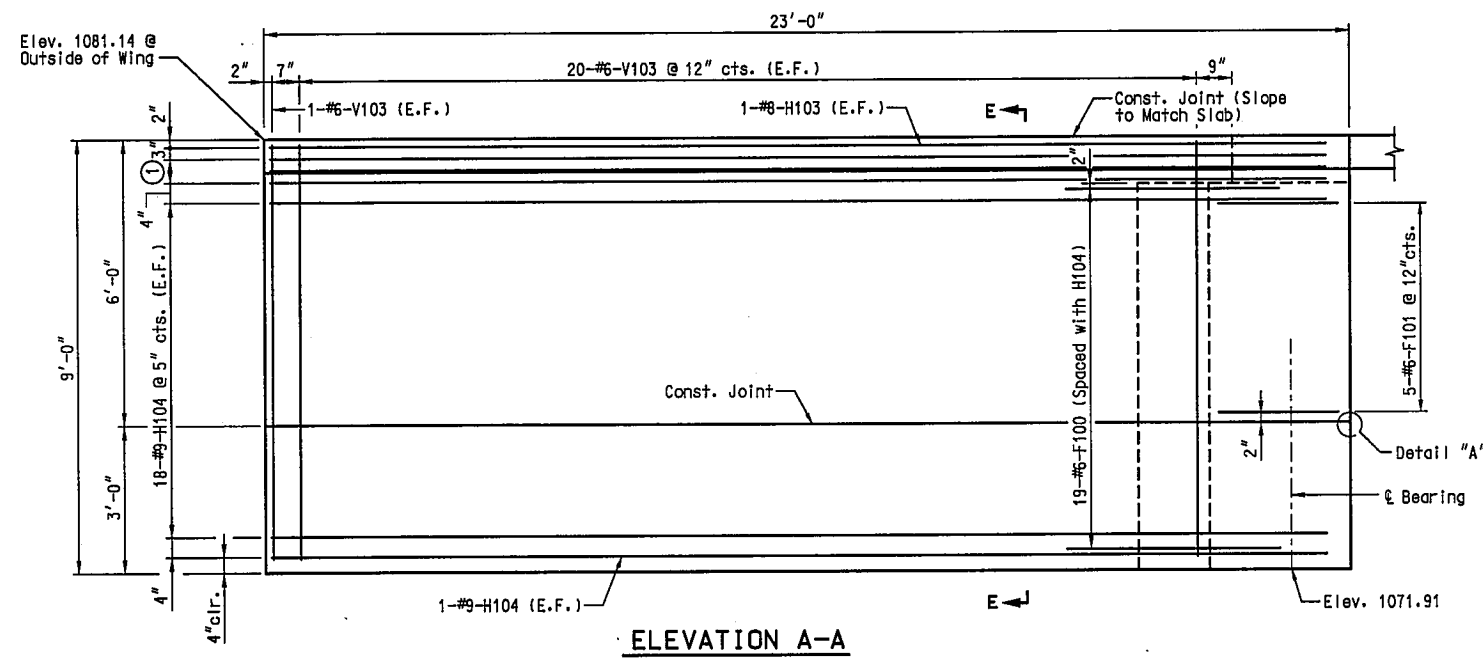 23'-0"
Elev. 1081.14 @
Outside of Wing
2"
7"
20-#6-V103 @ 12" cts. (E.F.)
9"
1-#6-V103 (E.F.)
1-#8-H103 (E.F.)
E
Const. Joint (Slope
to Match Slab)
2"
3"
1
4"
2"
9'-0"
6'-0"
3'-0"
18-#9-H104 @ 5" cts. (E.F.)
19-#6-F100 (Spaced with H104)
5-#6-F101 @ 12"cts.
Const. Joint
2"
Detail "A"
℄ Bearing
4"
4"clr.
1-#9-H104 (E.F.)
E
Elev. 1071.91
ELEVATION A-A